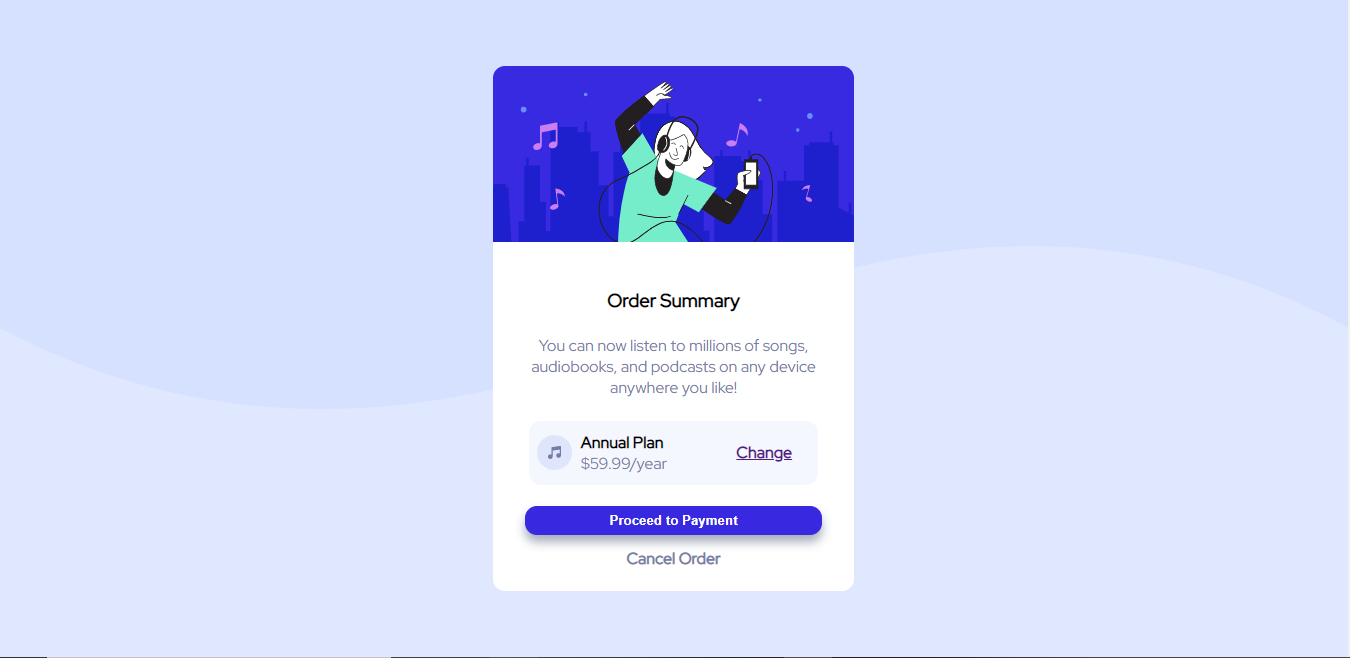 Order Summary
You can now listen to millions of songs,
audiobooks, and podcasts on any device
anywhere you like!
Annual Plan
$59.99/year
Change
Proceed to Payment
Cancel Order